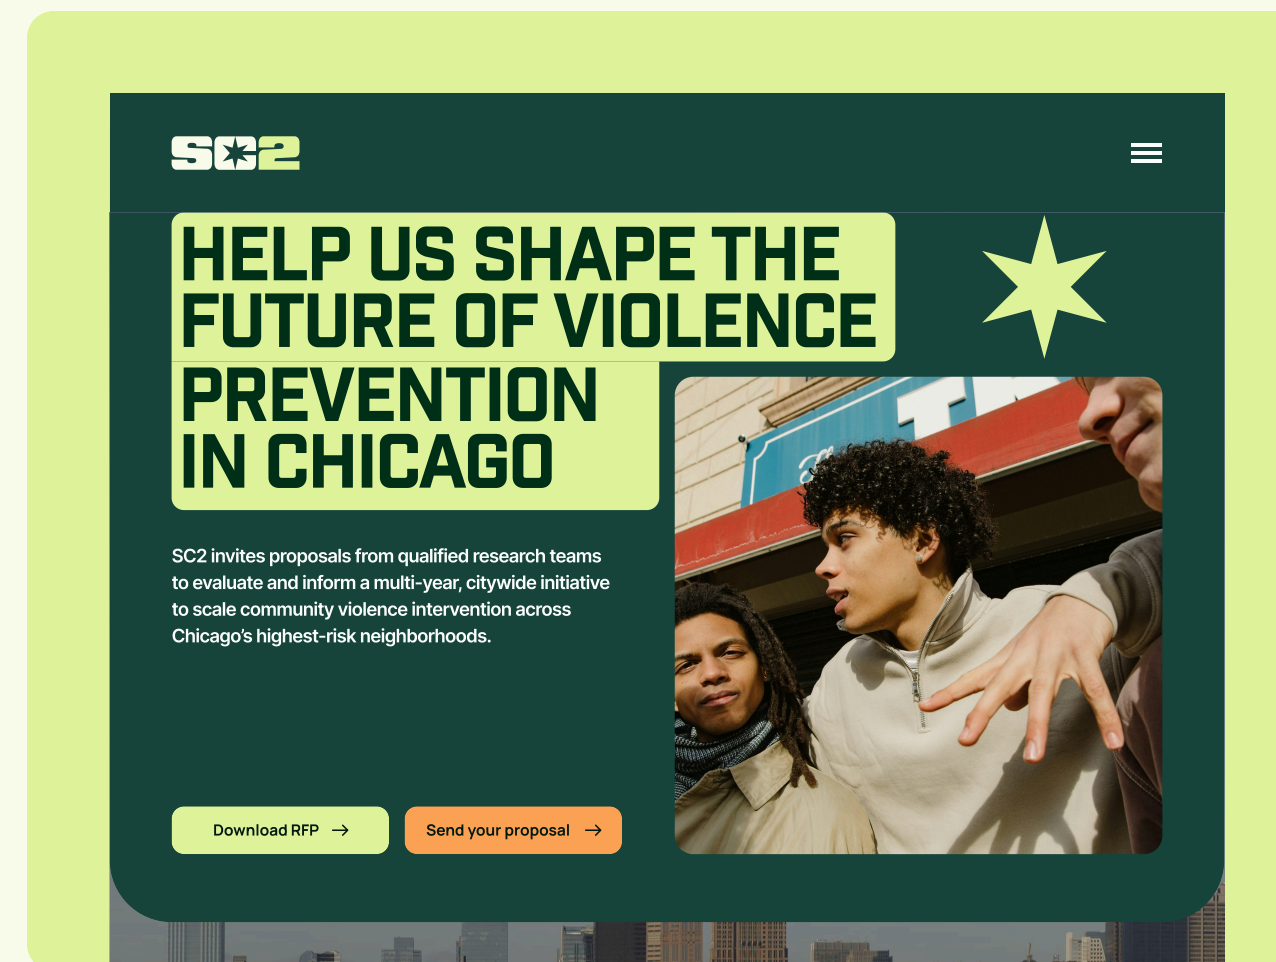 SC2
HELP US SHAPE THE
FUTURE OF VIOLENCE
PREVENTION
IN CHICAGO
SC2 invites proposals from qualified research teams
to evaluate and inform a multi-year, citywide initiative
to scale community violence intervention across
Chicago’s highest-risk neighborhoods.
Download RFP →
Send your proposal →